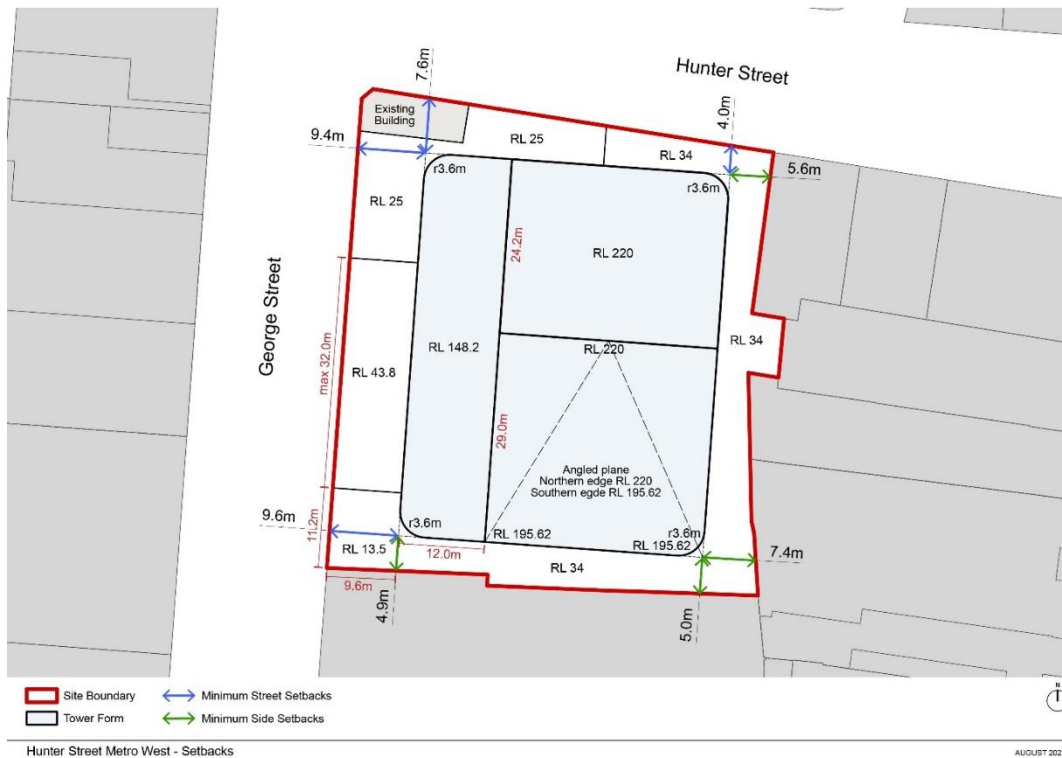 Hunter Street
7.6m
4.0m
Existing
Building
9.4m
RL 25
RL 34
5.6m
r3.6m
r3.6m
RL 25
24.2m
RL 220
George Street
max 32.0m
RL 148.2
RL 34
RL 220
RL 43.8
29.0m
Angled plane
Northern edge RL 220
Southern egde RL 195.62
9.6m
11.2m
r3.6m
RL 195.62
r3.6m
RL 195.62
RL 13.5
12.0m
7.4m
RL 34
9.6m
4.9m
5.0m
N
Site Boundary
Minimum Street Setbacks
Tower Form
Minimum Side Setbacks
Hunter Street Metro West - Setbacks
AUGUST 202